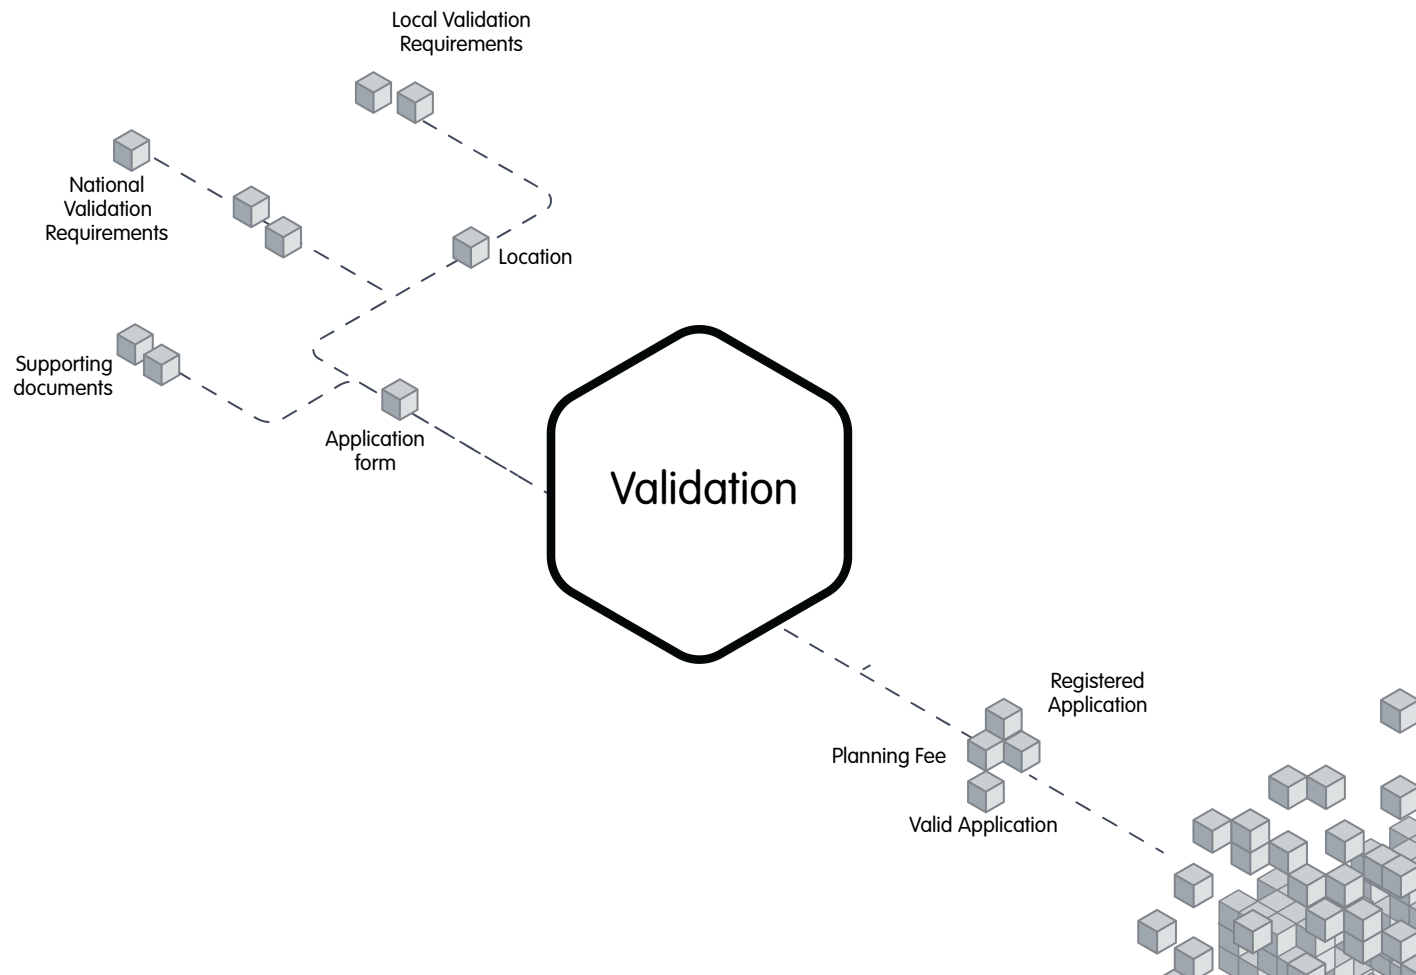 Local Validation
Requirements
National
Validation
Requirements
Location
Supporting
documents
Application
form
Validation
Registered
Application
Planning Fee
Valid Application